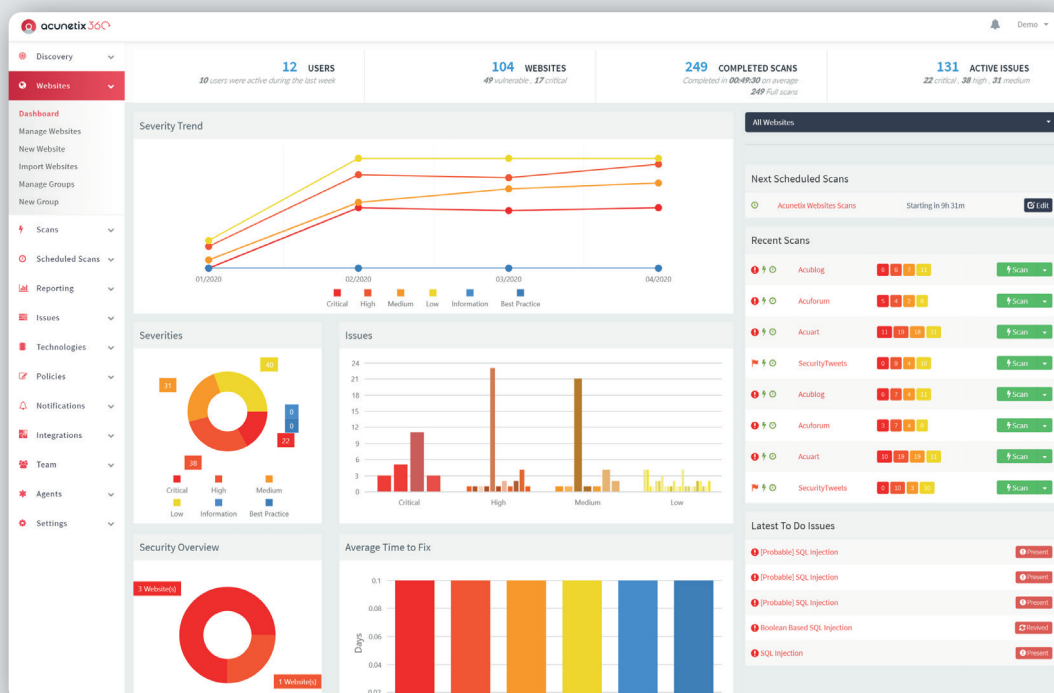 acunetix 360
Demo
Discovery
Websites
Dashboard
Manage Websites
New Website
Import Websites
Manage Groups
New Group
Scans
Scheduled Scans
Reporting
Issues
Technologies
Policies
Notifications
Integrations
Team
Agents
Settings
12 USERS
10 users were active during the last week
104 WEBSITES
49 vulnerable , 17 critical
249 COMPLETED SCANS
Completed in 00:49:30 on average
249 Full scans
131 ACTIVE ISSUES
22 critical , 38 high , 31 medium
Severity Trend
01/2020 02/2020 03/2020 04/2020
Critical High Medium Low Information Best Practice
Severities
40
31
0
0
22
38
Critical High Medium
Low Information Best Practice
Issues
24
21
18
15
12
9
6
3
0
Critical High Medium Low
Security Overview
3 Website(s)
1 Website(s)
Average Time to Fix
Days
0.1
0.08
0.06
0.04
0.02
All Websites
Next Scheduled Scans
Acunetix Websites Scans Starting in 9h 31m Edit
Recent Scans
Acublog Scan
Acuforum Scan
Acuart Scan
SecurityTweets Scan
Acublog Scan
Acuforum Scan
Acuart Scan
SecurityTweets Scan
Latest To Do Issues
[Probable] SQL Injection Present
[Probable] SQL Injection Present
[Probable] SQL Injection Present
Boolean Based SQL Injection Revived
SQL Injection Present